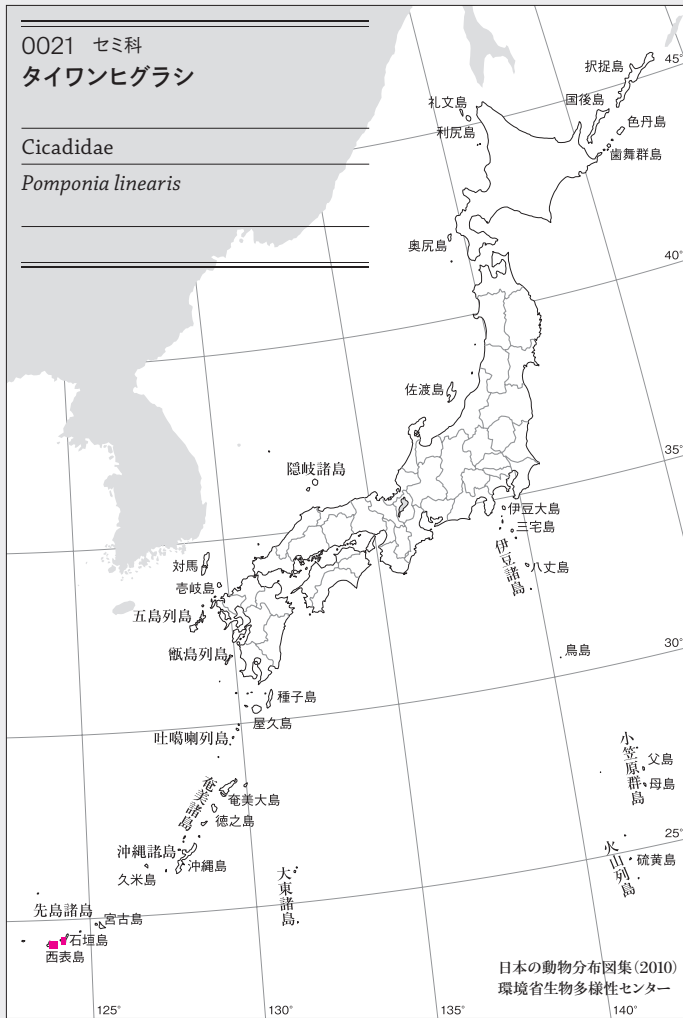 0021 セミ科
タイワンヒグラシ
Cicadidae
Pomponia linearis
45°
択捉島
国後島
礼文島
色丹島
利尻島
歯舞群島
奥尻島
40°
佐渡島
35°
隠岐諸島
伊豆大島
三宅島
伊豆諸島
八丈島
対馬
壱岐島
五島列島
甑島列島
鳥島
30°
種子島
屋久島
吐噶喇列島
小笠原群島
父島
母島
奄美諸島
奄美大島
徳之島
25°
沖縄諸島
沖縄島
久米島
大東諸島
火山列島
硫黄島
先島諸島
宮古島
石垣島
西表島
日本の動物分布図集(2010)
環境省生物多様性センター
125°
130°
135°
140°